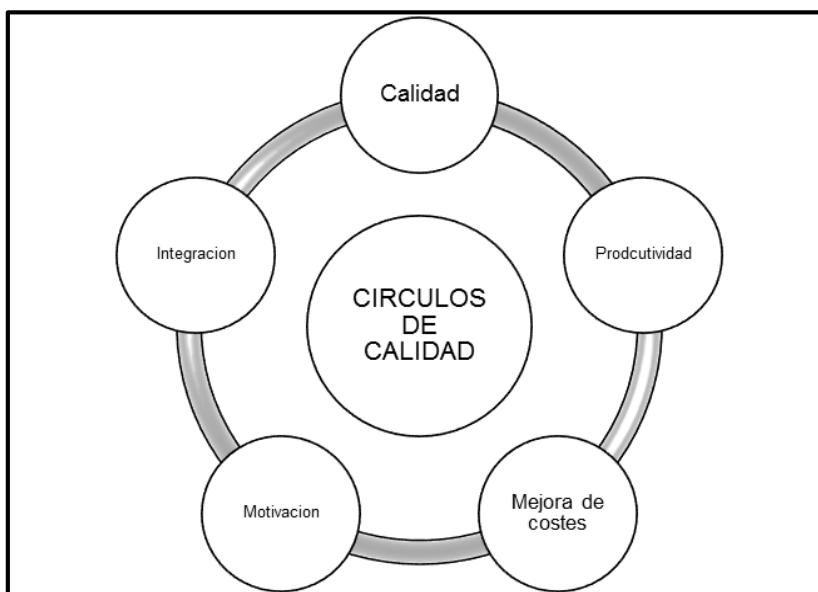 Calidad
Integracion
Prodcutividad
CIRCULOS
DE
CALIDAD
Motivacion
Mejora de
costes